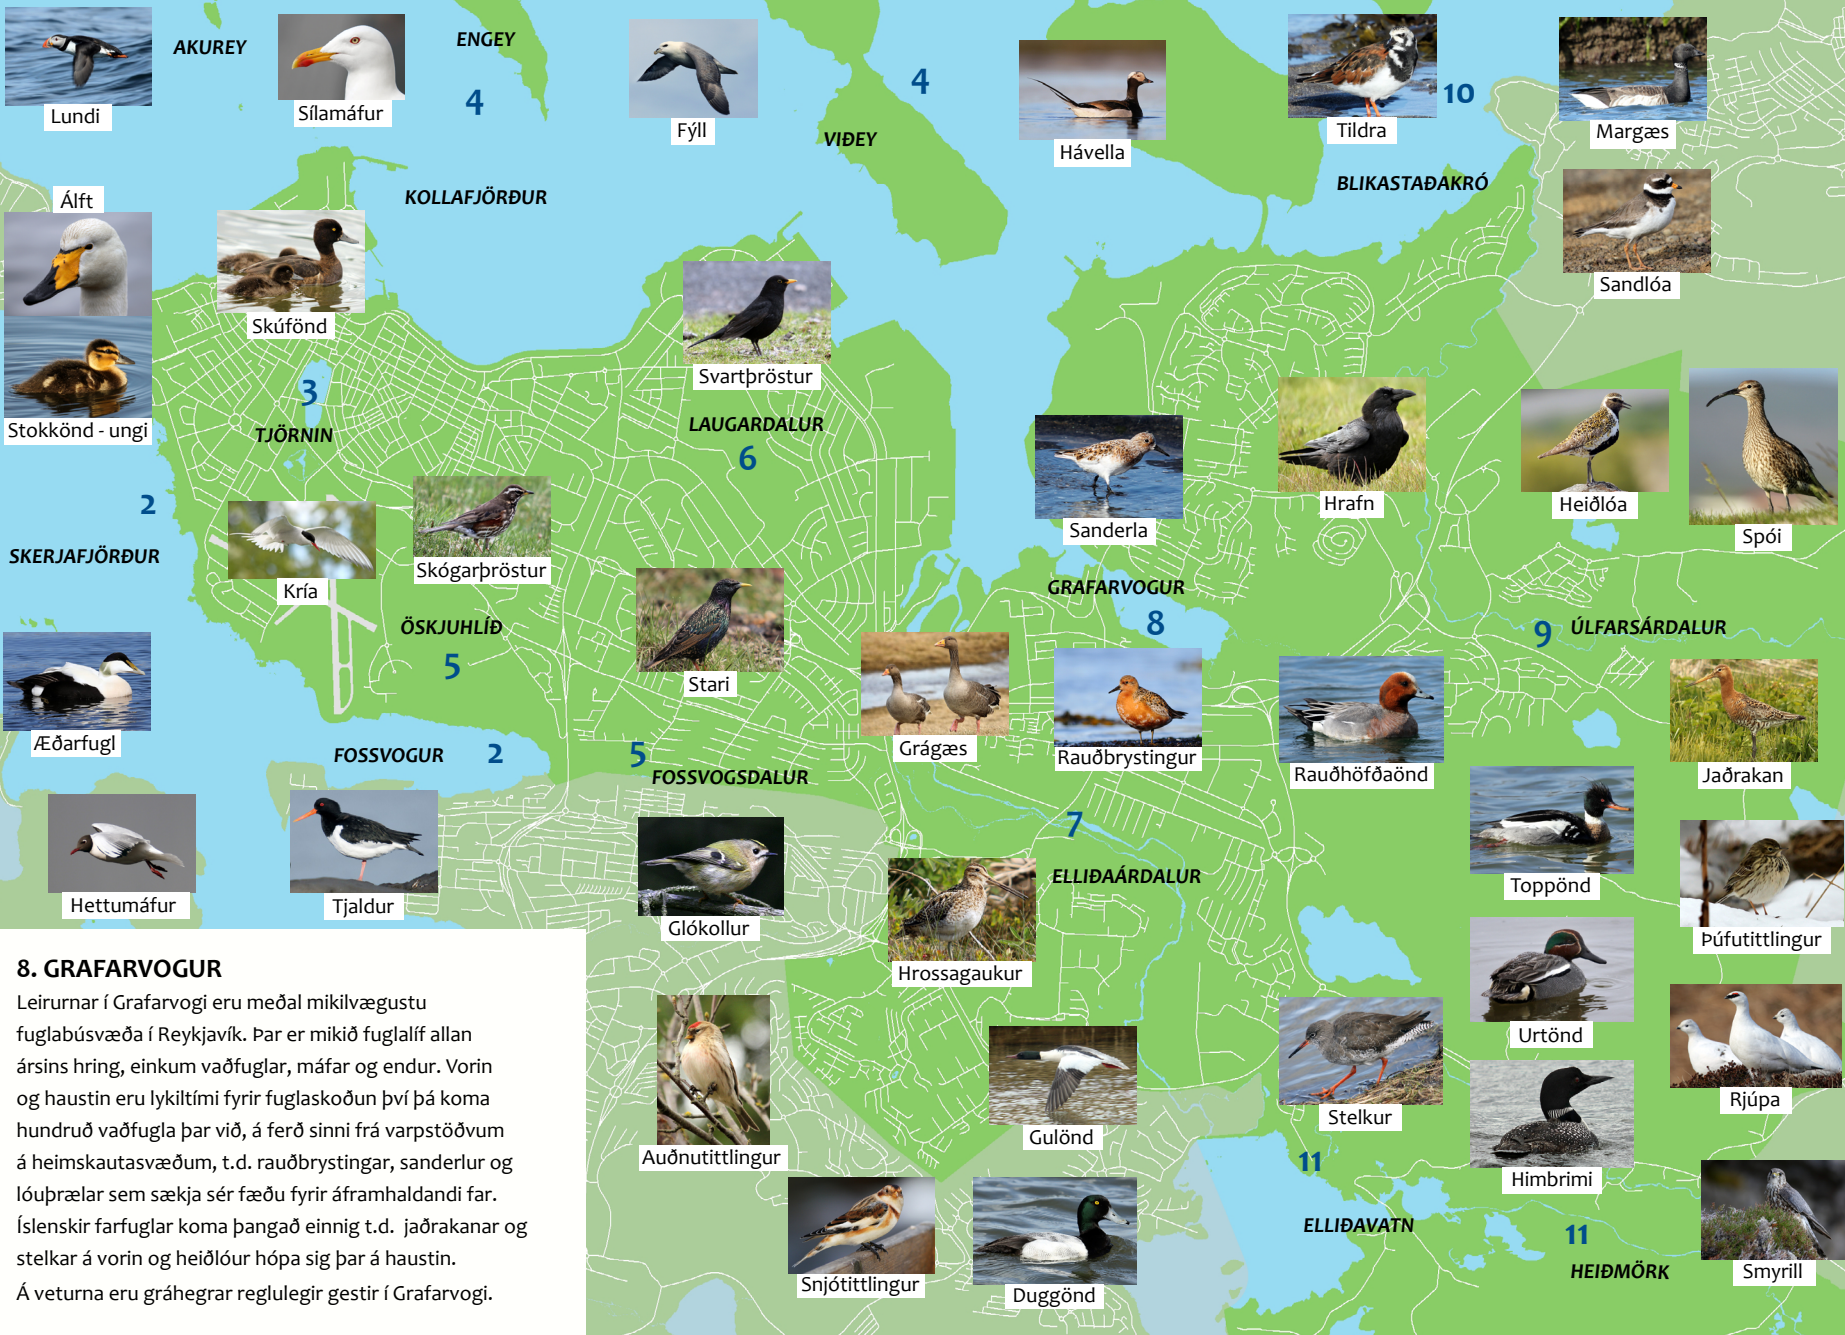 AKUREY
ENGEY
4
4
10
Lundi
Sílamáfur
Fýll
VIÐEY
Hávella
Tildra
Margæs
Álft
KOLLAFJÖRÐUR
BLIKASTAÐAKRÓ
Skúfönd
Sandlóa
Svartþröstur
3
Stokkönd - ungi
TJÖRNIN
LAUGARDALUR
6
2
Hrafn
Heiðlóa
Sanderla
Spói
SKERJAFJÖRÐUR
Skógarþröstur
Kría
GRAFARVOGUR
8
ÖSKJUHLÍÐ
5
9
ÚLFARSÁRDALUR
Stari
Æðarfugl
Grágæs
FOSSVOGUR
2
5
FOSSVOGSDALUR
Rauðbrystingur
Rauðhöfðaönd
Jaðrakan
7
ELLIÐAÁRDALUR
Toppönd
Hettumáfur
Tjaldur
Glókollur
Þúfutittlingur
Hrossagaukur
Urtönd
Rjúpa
Stelkur
Gulönd
Auðnutittlingur
11
Himbrimi
ELLIÐAVATN
11
HEIÐMÖRK
Smyrill
Snjótittlingur
Duggönd
8. GRAFARVOGUR
Leirurnar í Grafarvogi eru meðal mikilvægustu
fuglabúsvæða í Reykjavík. Þar er mikið fuglalíf allan
ársins hring, einkum vaðfuglar, máfar og endur. Vorin
og haustin eru lykiltími fyrir fuglaskoðun því þá koma
hundruð vaðfugla þar við, á ferð sinni frá varpstöðvum
á heimskautasvæðum, t.d. rauðbrystingar, sanderlur og
lóuþrælar sem sækja sér fæðu fyrir áframhaldandi far.
Íslenskir farfuglar koma þangað einnig t.d. jaðrakanar og
stelkar á vorin og heiðlóur hópa sig þar á haustin.
Á veturna eru gráhegrar reglulegir gestir í Grafarvogi.